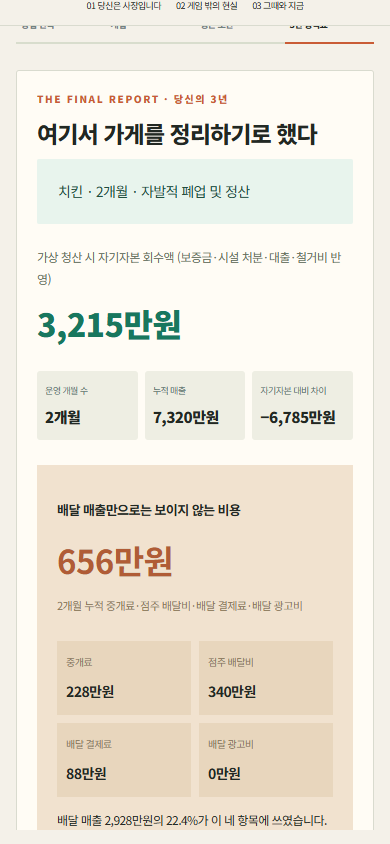 01 당신은 사장입니다 02 게임 밖의 현실 03 그때와 지금
THE FINAL REPORT · 당신의 3년
여기서 가게를 정리하기로 했다
치킨 · 2개월 · 자발적 폐업 및 정산
가상 청산 시 자기자본 회수액 (보증금·시설 처분·대출·철거비 반
영)
3,215만원
운영 개월 수 누적 매출 자기자본 대비 차이
2개월 7,320만원 −6,785만원
배달 매출만으로는 보이지 않는 비용
656만원
2개월 누적 중개료·점주 배달비·배달 결제료·배달 광고비
중개료 점주 배달비
228만원 340만원
배달 결제료 배달 광고비
88만원 0만원
배달 매출 2,928만원의 22.4%가 이 네 항목에 쓰였습니다.